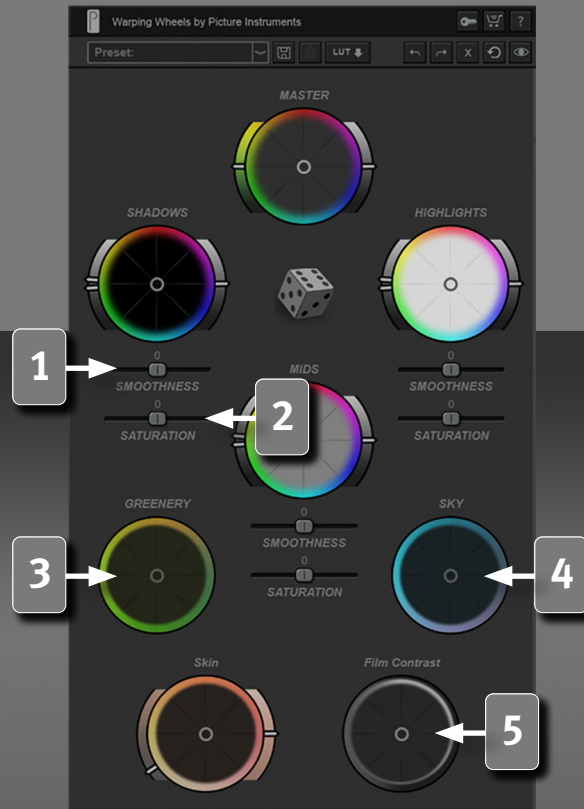 Warping Wheels by Picture Instruments
?
Preset:
LUT
X
MASTER
SHADOWS
HIGHLIGHTS
0
SMOOTHNESS
0
SATURATION
0
SMOOTHNESS
0
SATURATION
1
2
MIDS
0
SMOOTHNESS
0
SATURATION
GREENERY
SKY
3
4
Skin
Film Contrast
5